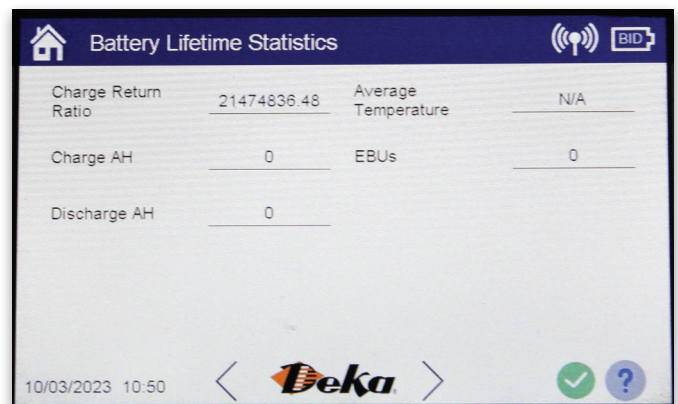 Battery Lifetime Statistics
BID
Charge Return
Ratio
21474836.48
Average
Temperature
N/A
Charge AH
0
EBUs
0
Discharge AH
0
10/03/2023 10:50
Deka
?